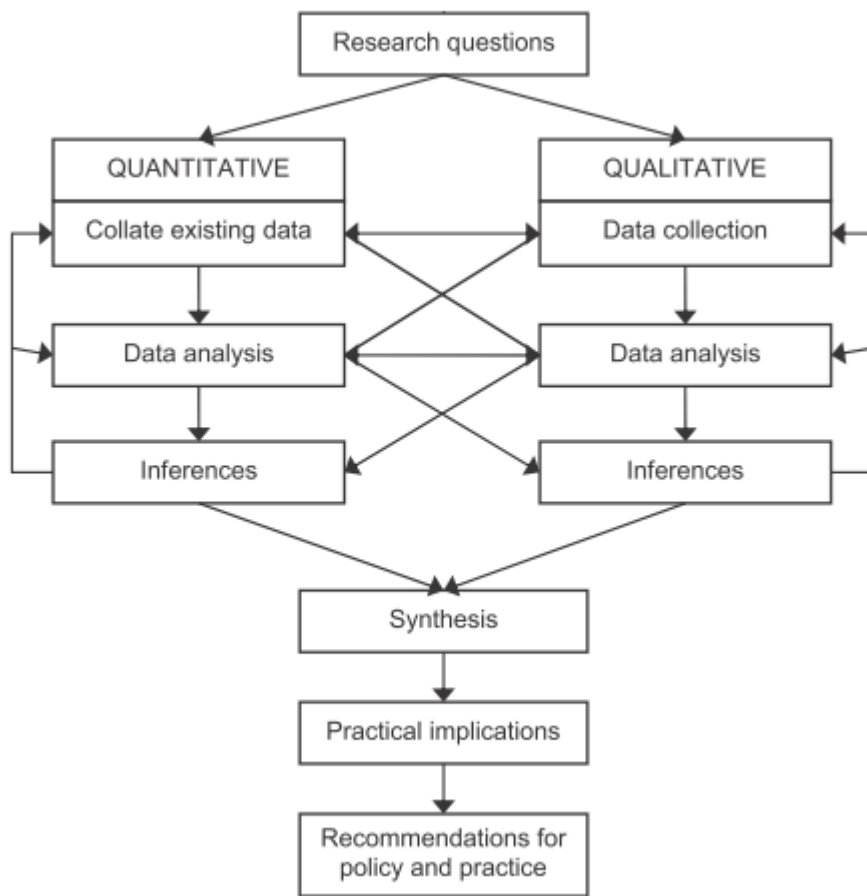 Research questions
QUANTITATIVE
Collate existing data
Data analysis
Inferences
QUALITATIVE
Data collection
Data analysis
Inferences
Synthesis
Practical implications
Recommendations for
policy and practice